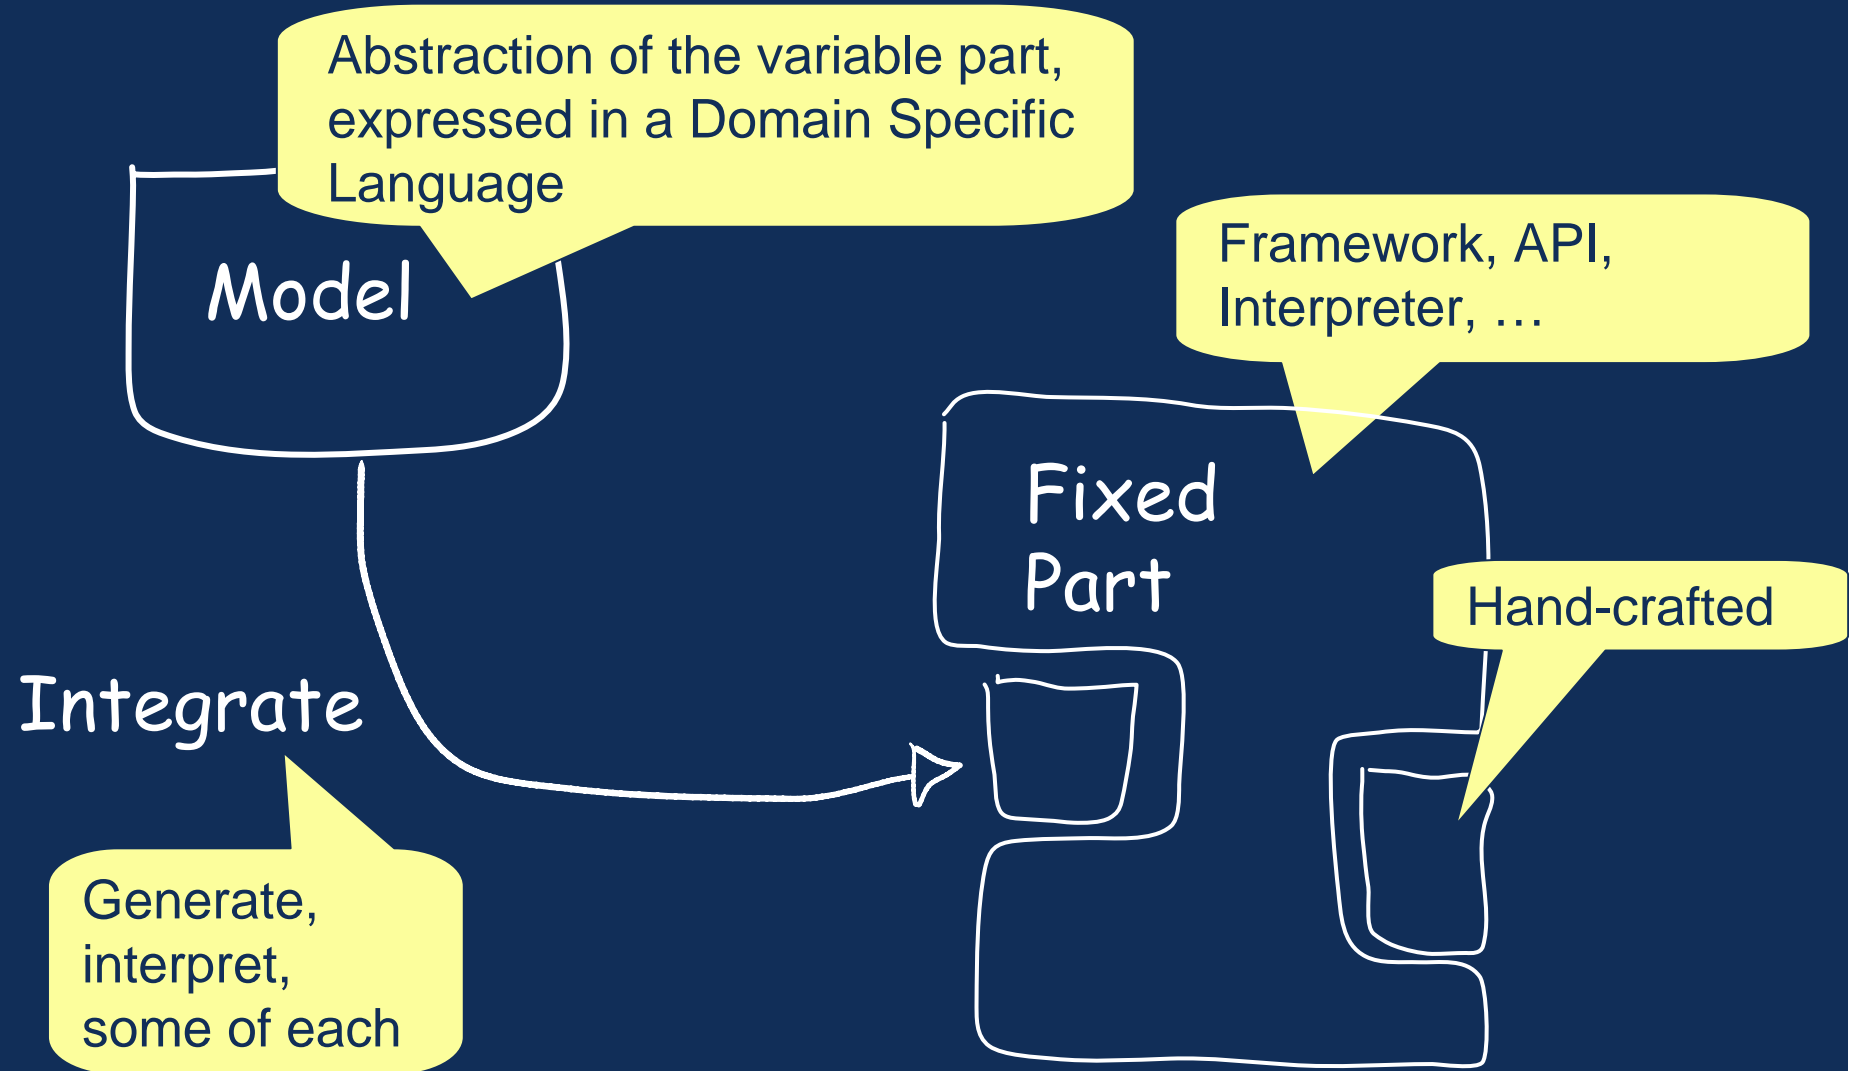 Abstraction of the variable part,
expressed in a Domain Specific
Language
Model
Framework, API,
Interpreter, …
Fixed
Part
Hand-crafted
Integrate
Generate,
interpret,
some of each